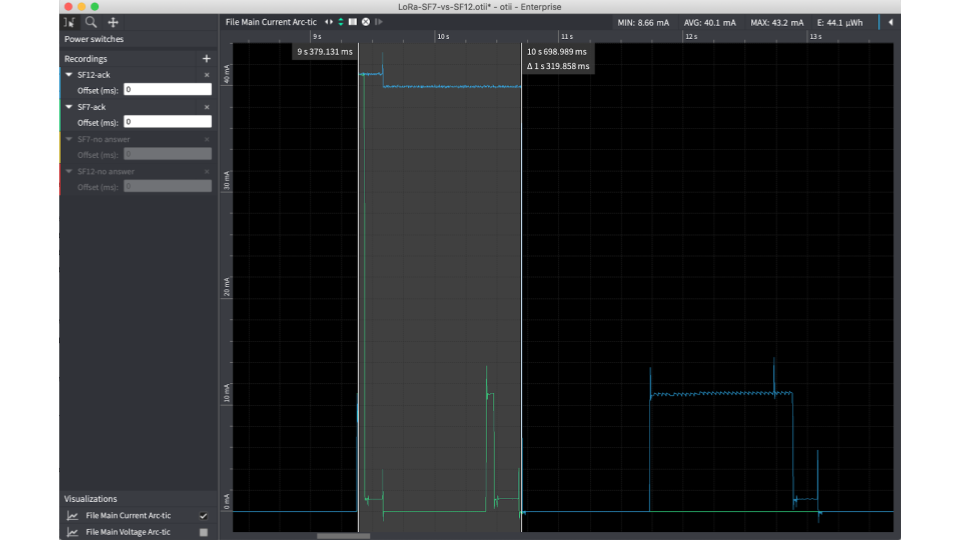 LoRa-SF7-vs-SF12.otii* - otii - Enterprise
File Main Current Arc-tic
MIN: 8.66 mA AVG: 40.1 mA MAX: 43.2 mA E: 44.1 µWh
Power switches
9 s 10 s 11 s 12 s 13 s
Recordings +
9 s 379.131 ms
10 s 698.989 ms
Δ 1 s 319.858 ms
SF12-ack ×
Offset (ms): 0
SF7-ack ×
Offset (ms): 0
SF7-no answer ×
Offset (ms): 0
SF12-no answer ×
Offset (ms): 0
40 mA
30 mA
20 mA
10 mA
0 mA
Visualizations
File Main Current Arc-tic
File Main Voltage Arc-tic